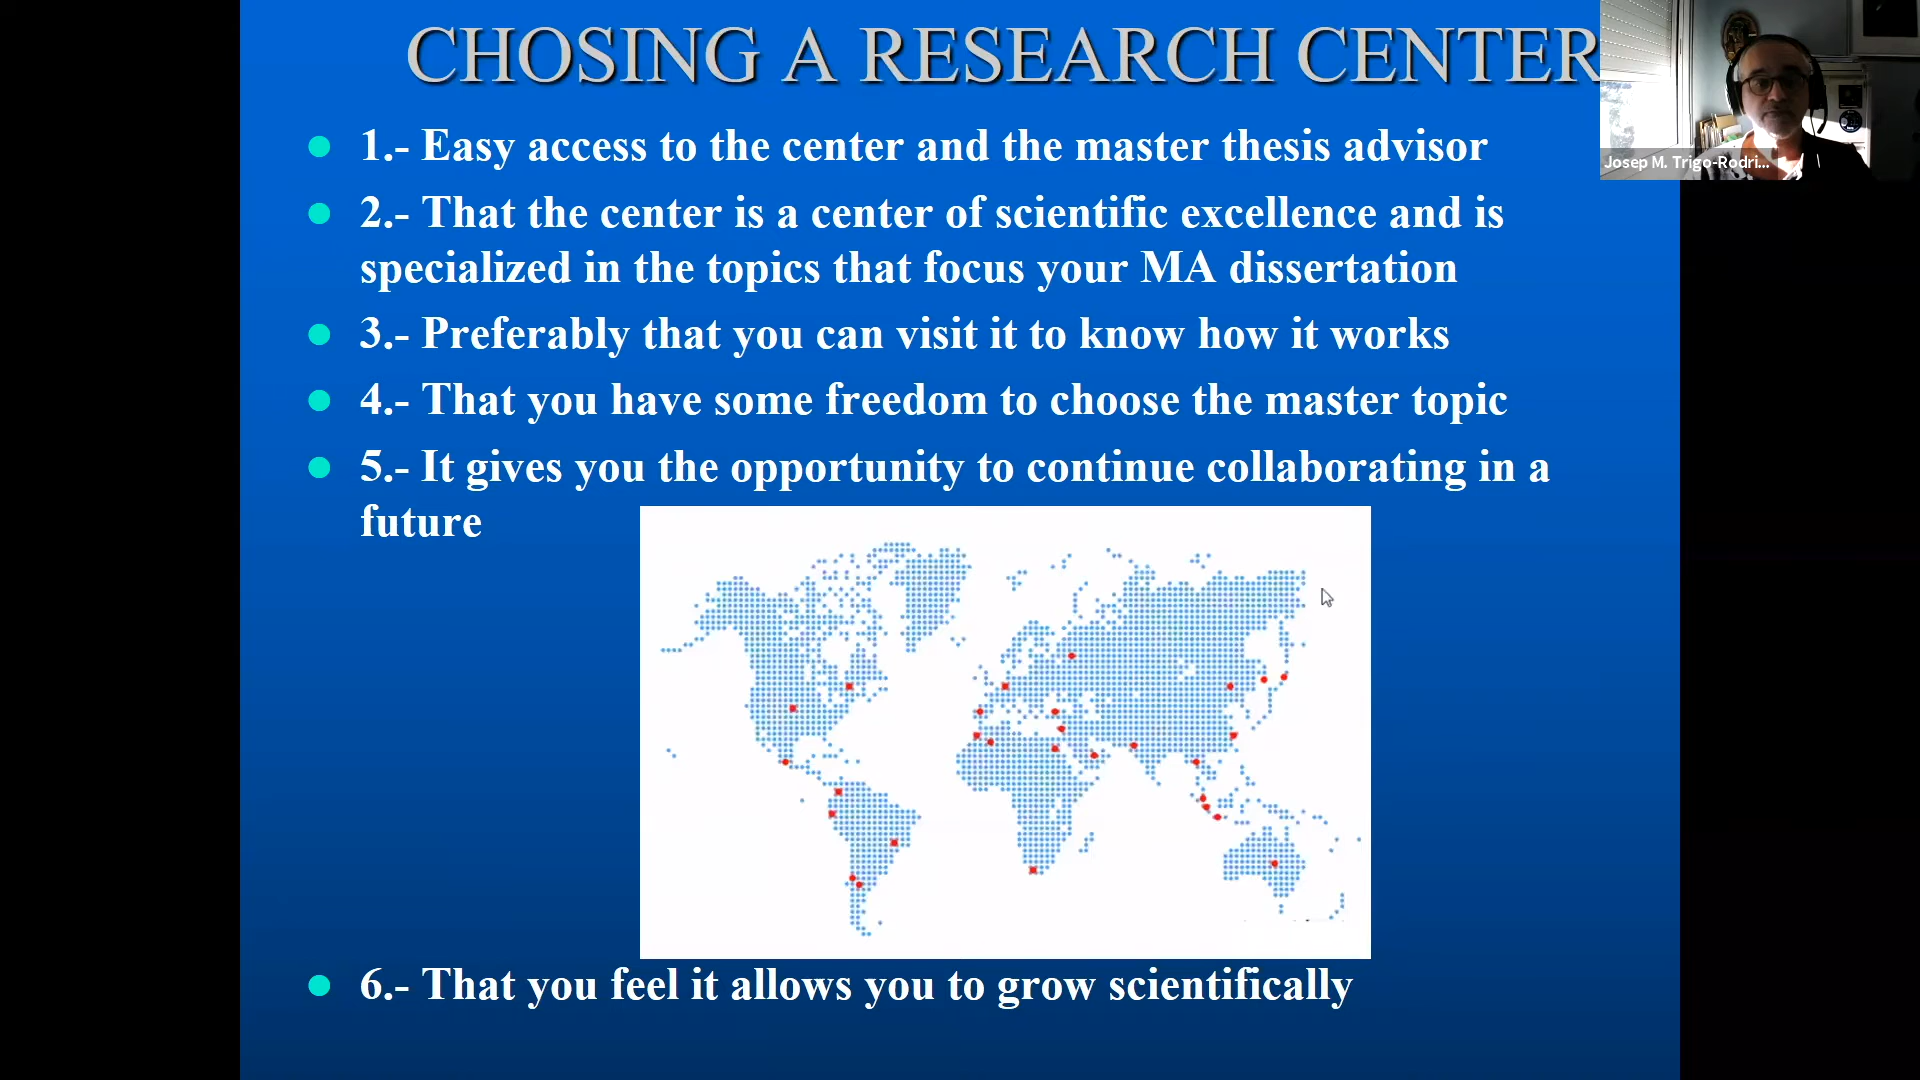 CHOSING A RESEARCH CENTER
1.- Easy access to the center and the master thesis advisor
Josep M. Trigo-Rodri...
2.- That the center is a center of scientific excellence and is
specialized in the topics that focus your MA dissertation
3.- Preferably that you can visit it to know how it works
4.- That you have some freedom to choose the master topic
5.- It gives you the opportunity to continue collaborating in a
future
6.- That you feel it allows you to grow scientifically